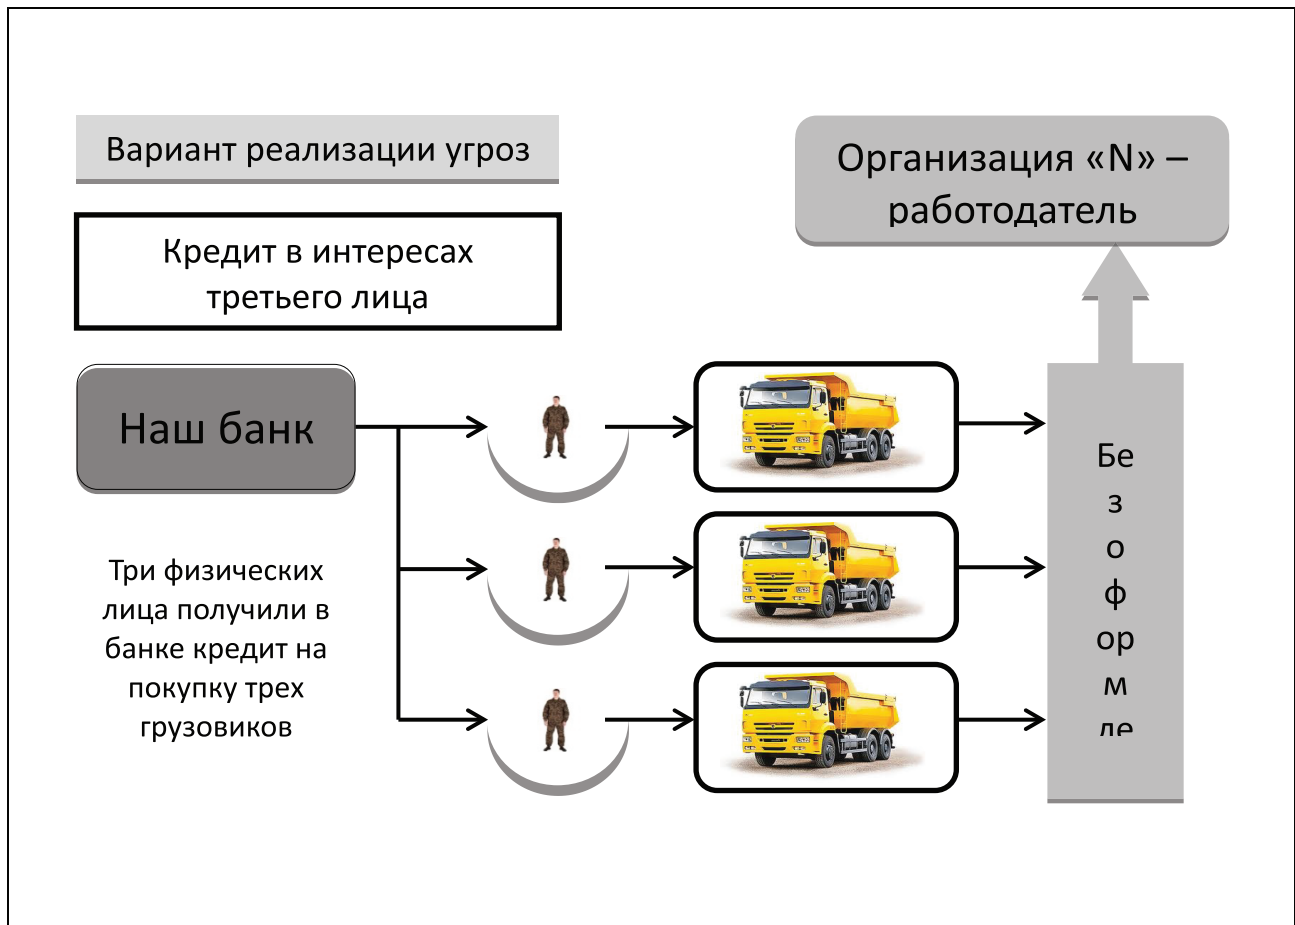 Вариант реализации угроз
Организация «N» –
работодатель
Кредит в интересах
третьего лица
Наш банк
Три физических
лица получили в
банке кредит на
покупку трех
грузовиков
Бе
з
о
ф
ор
м
ле